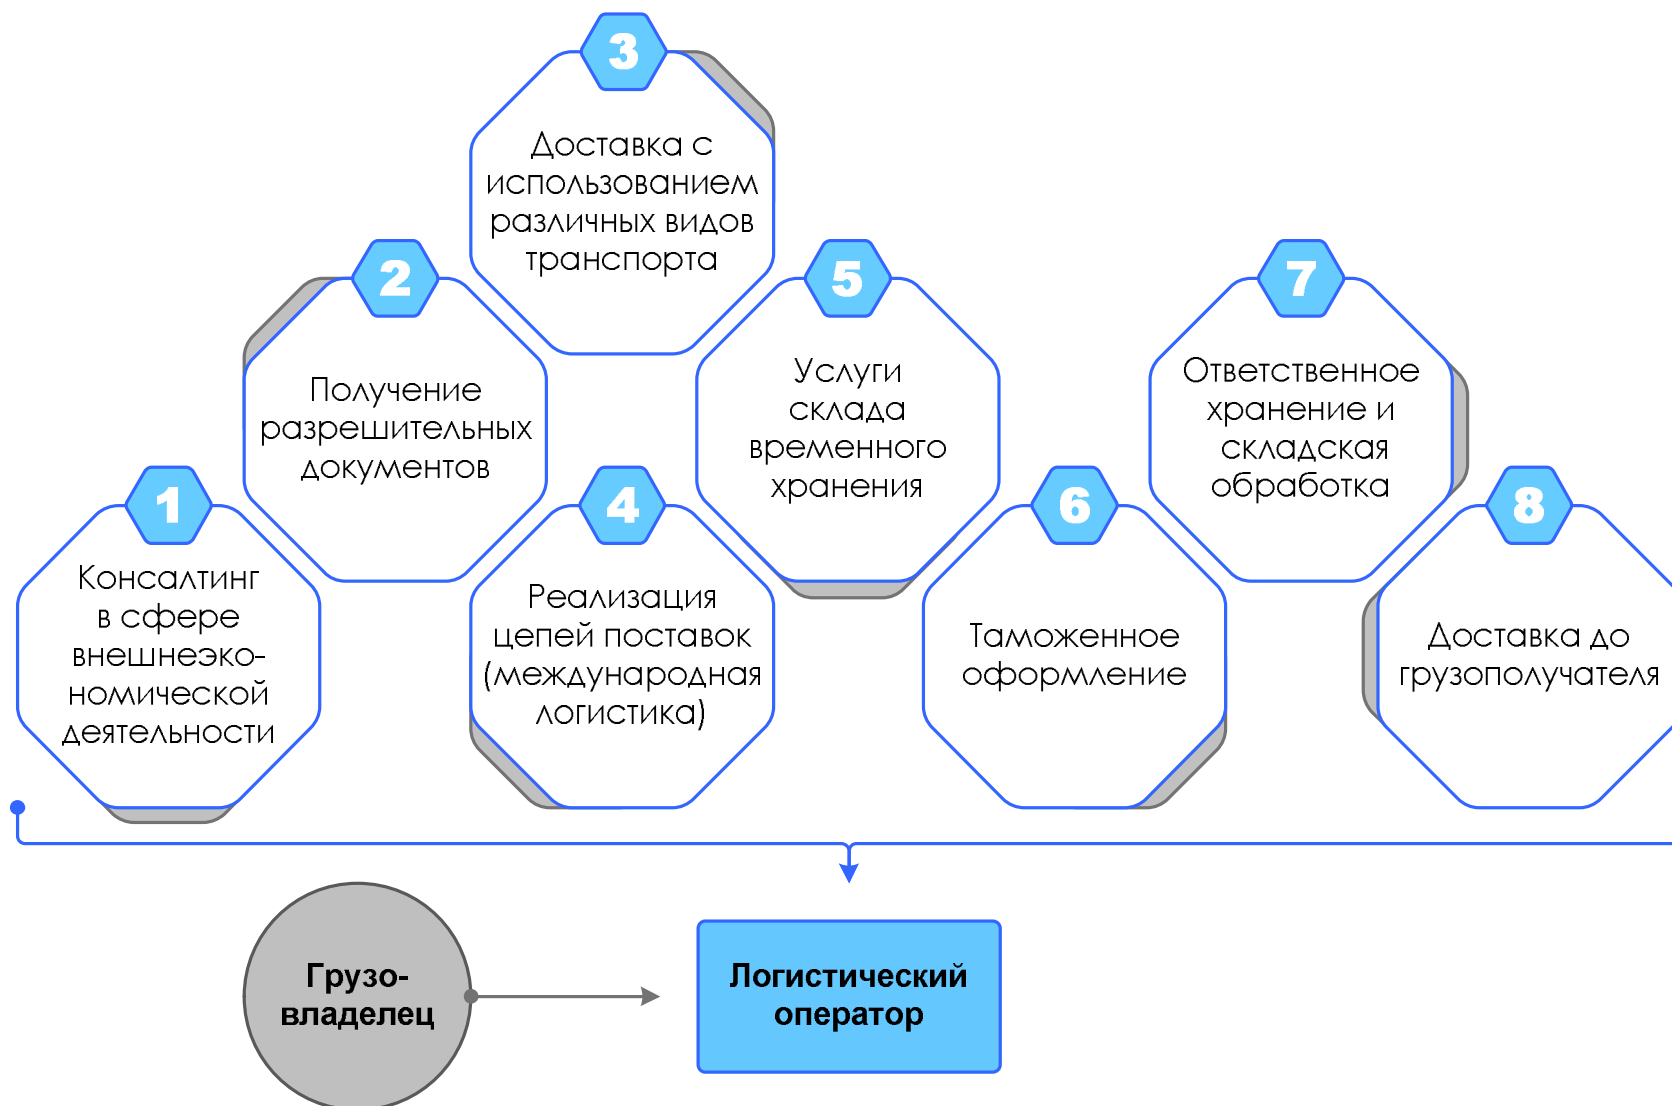 1
Консалтинг
в сфере
внешнеэко-
номической
деятельности
2
Получение
разрешительных
документов
3
Доставка с
использованием
различных видов
транспорта
4
Реализация
цепей поставок
(международная
логистика)
5
Услуги
склада
временного
хранения
6
Таможенное
оформление
7
Ответственное
хранение и
складская
обработка
8
Доставка до
грузополучателя
Грузо-
владелец
Логистический
оператор